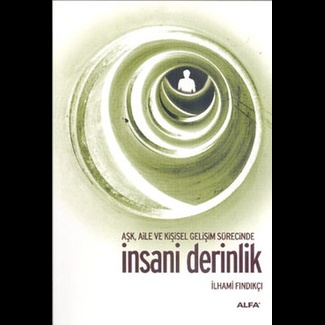 AŞK, AİLE VE KİŞİSEL GELİŞİM SÜRECİNDE
insani derinlik
İLHAMİ FINDIKÇI
ALFA